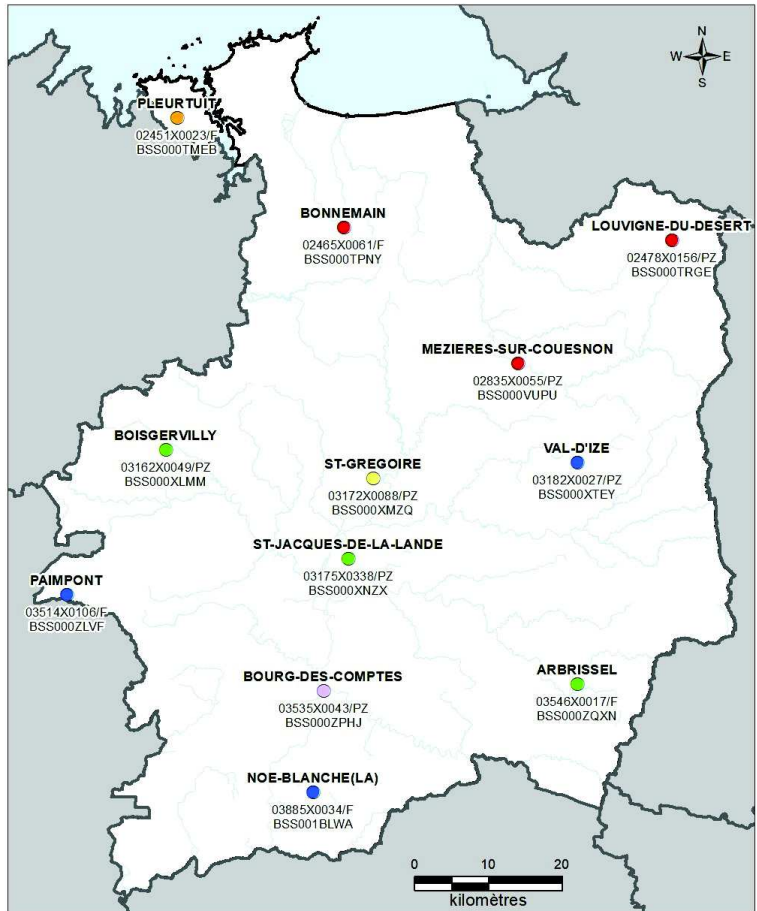 N
W E
S
PLEURTUIT
02451X0023/F
BSS000TMEB
BONNEMAIN
02465X0061/F
BSS000TPNY
LOUVIGNE-DU-DESERT
02478X0156/PZ
BSS000TRGE
MEZIERES-SUR-COUESNON
02835X0055/PZ
BSS000VUPU
BOISGERVILLY
03162X0049/PZ
BSS000XLMM
ST-GREGOIRE
03172X0088/PZ
BSS000XMZQ
VAL-D'IZE
03182X0027/PZ
BSS000XTEY
ST-JACQUES-DE-LA-LANDE
03175X0338/PZ
BSS000XNZX
PAIMPONT
03514X0106/F
BSS000ZLVF
BOURG-DES-COMPTES
03535X0043/PZ
BSS000ZPHJ
ARBRISSEL
03546X0017/F
BSS000ZQXN
NOE-BLANCHE(LA)
03885X0034/F
BSS001BLWA
0 10 20
kilomètres